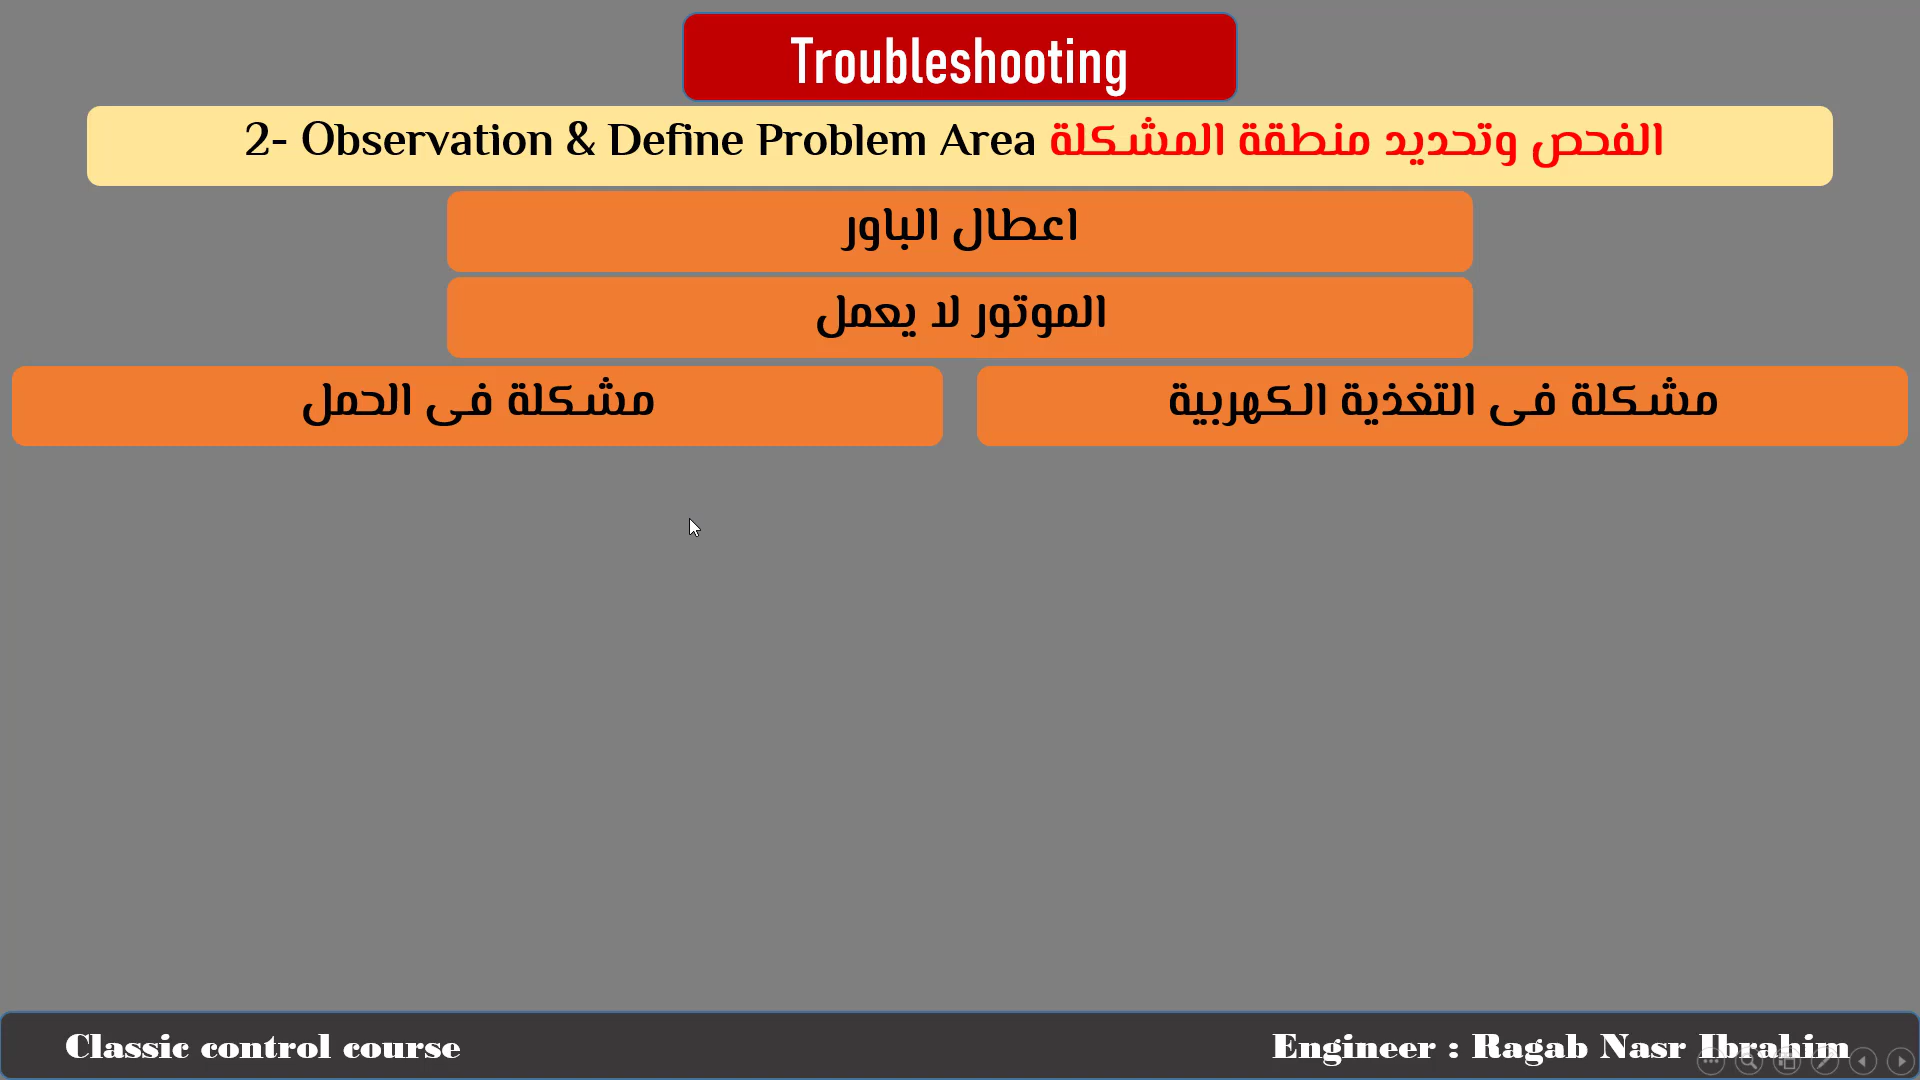 Troubleshooting
2- Observation & Define Problem Area الفحص وتحديد منطقة المشكلة
اعطال الباور
الموتور لا يعمل
مشكلة فى التغذية الكهربية
مشكلة فى الحمل
Classic control course
Engineer : Ragab Nasr Ibrahim